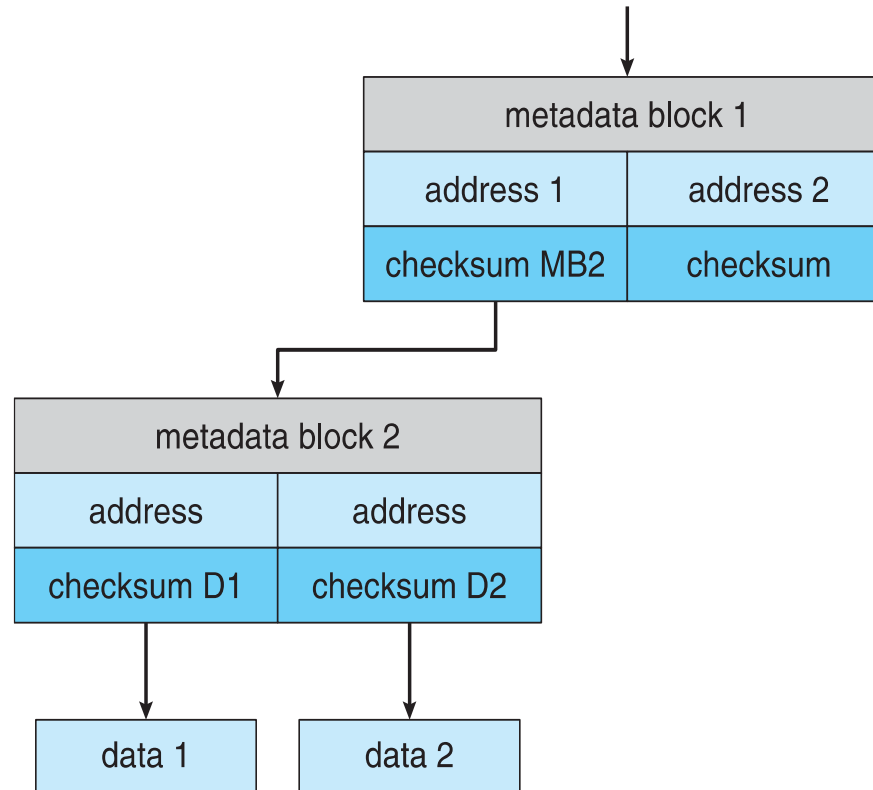 metadata block 1
address 1 address 2
checksum MB2 checksum
metadata block 2
address address
checksum D1 checksum D2
data 1 data 2